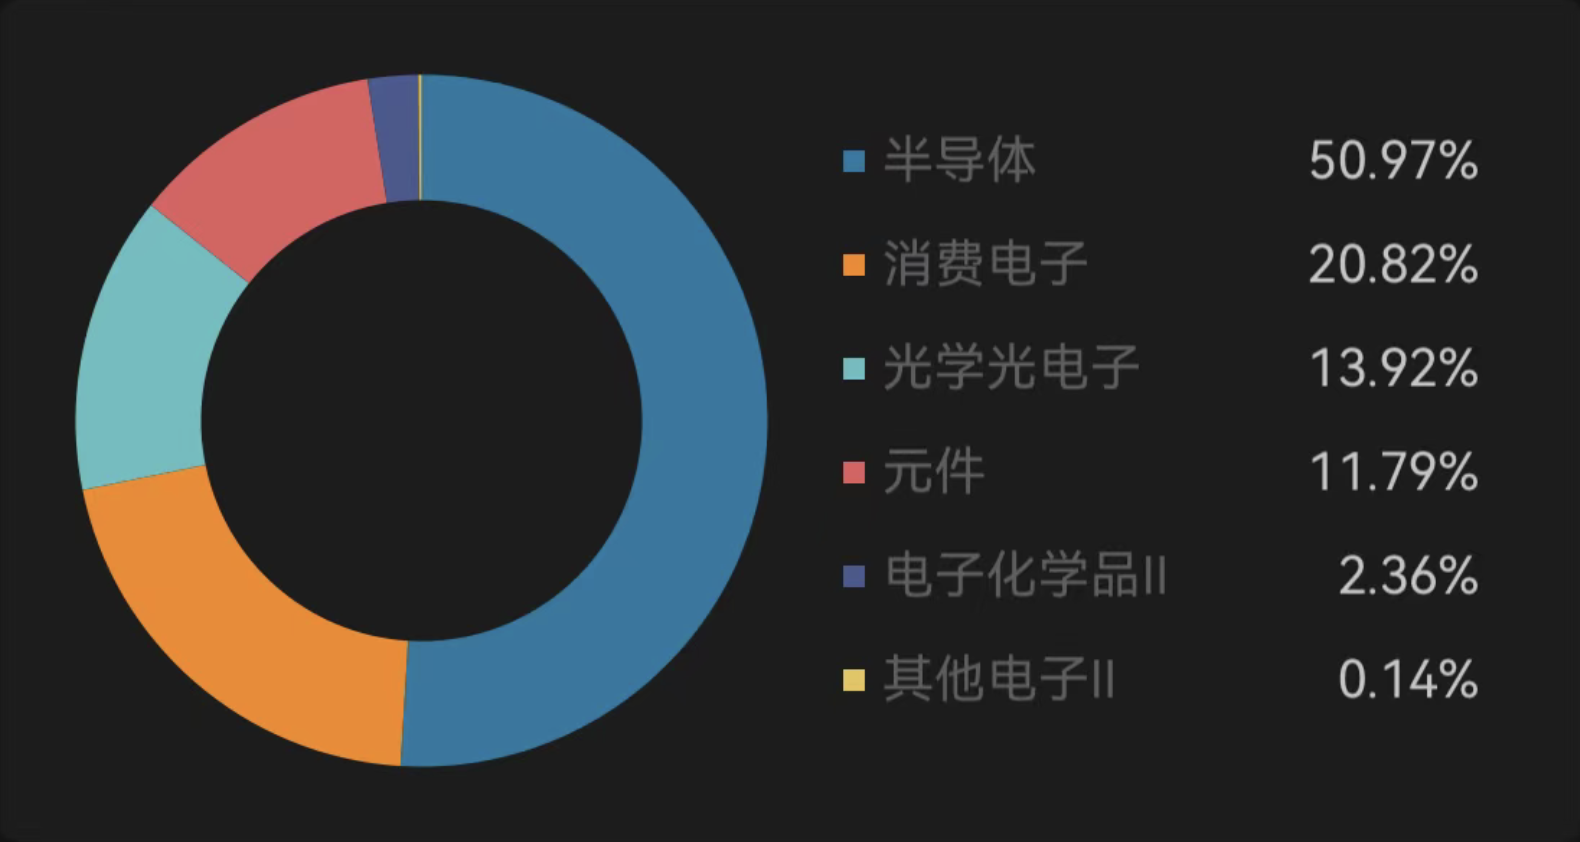 半导体 50.97%
消费电子 20.82%
光学光电子 13.92%
元件 11.79%
电子化学品II 2.36%
其他电子II 0.14%